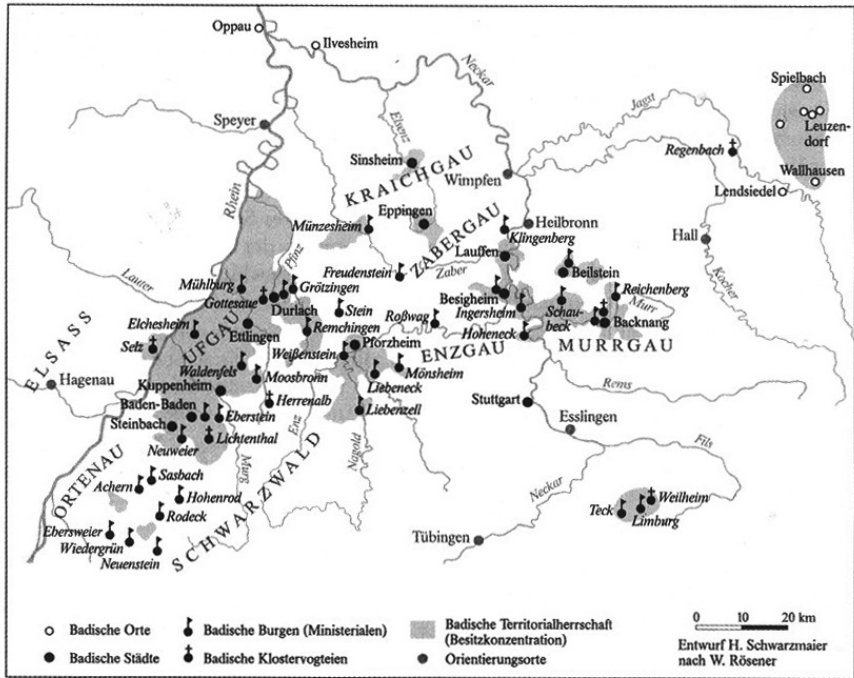 Oppau
Ilvesheim
Neckar
Spielbach
Jagst
Leuzen-
dorf
Speyer
Elsenz
Regenbach
Sinsheim
Wallhausen
KRAICHGAU
Wimpfen
Lendsiedel
Rhein
Eppingen
Münzesheim
Heilbronn
Klingenberg
Hall
ZABERGAU
Lauffen
Pfinz
Zaber
Freudenstein
Kocher
Lauter
Mühlburg
Grötzingen
Beilstein
Gottesaue
Durlach
Besigheim
Reichenberg
Stein
Ingersheim
Schau-
beck
Murr
Elchesheim
Remchingen
Roßwag
Backnang
Selz
UFGAU
Ettlingen
Hoheneck
ELSASS
Weißenstein
Pforzheim
ENZGAU
MURRGAU
Waldenfels
Moosbronn
Mönsheim
Hagenau
Kuppenheim
Liebeneck
Rems
Herrenalb
Baden-Baden
Eberstein
Enz
Liebenzell
Stuttgart
Steinbach
Lichtenthal
Esslingen
Neuweier
Nagold
Fils
Murg
ORTENAU
Sasbach
Achern
Hohenrod
SCHWARZWALD
Neckar
Weilheim
Teck
Limburg
Rodeck
Ebersweier
Wiedergrün
Tübingen
Neuenstein
Badische Orte
Badische Burgen (Ministerialen)
Badische Territorialherrschaft
(Besitzkonzentration)
0 10 20 km
Badische Städte
Badische Klostervogteien
Orientierungsorte
Entwurf H. Schwarzmaier
nach W. Rösener